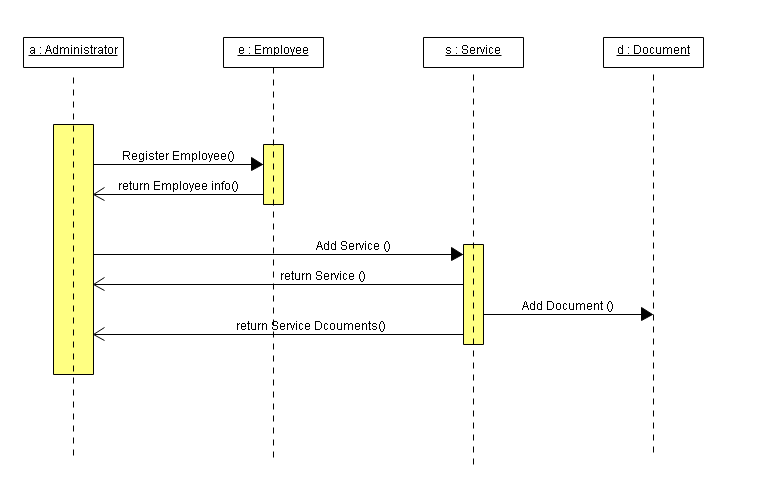 a : Administrator
e : Employee
s : Service
d : Document
Register Employee()
return Employee info()
Add Service ()
return Service ()
Add Document ()
return Service Dcouments()